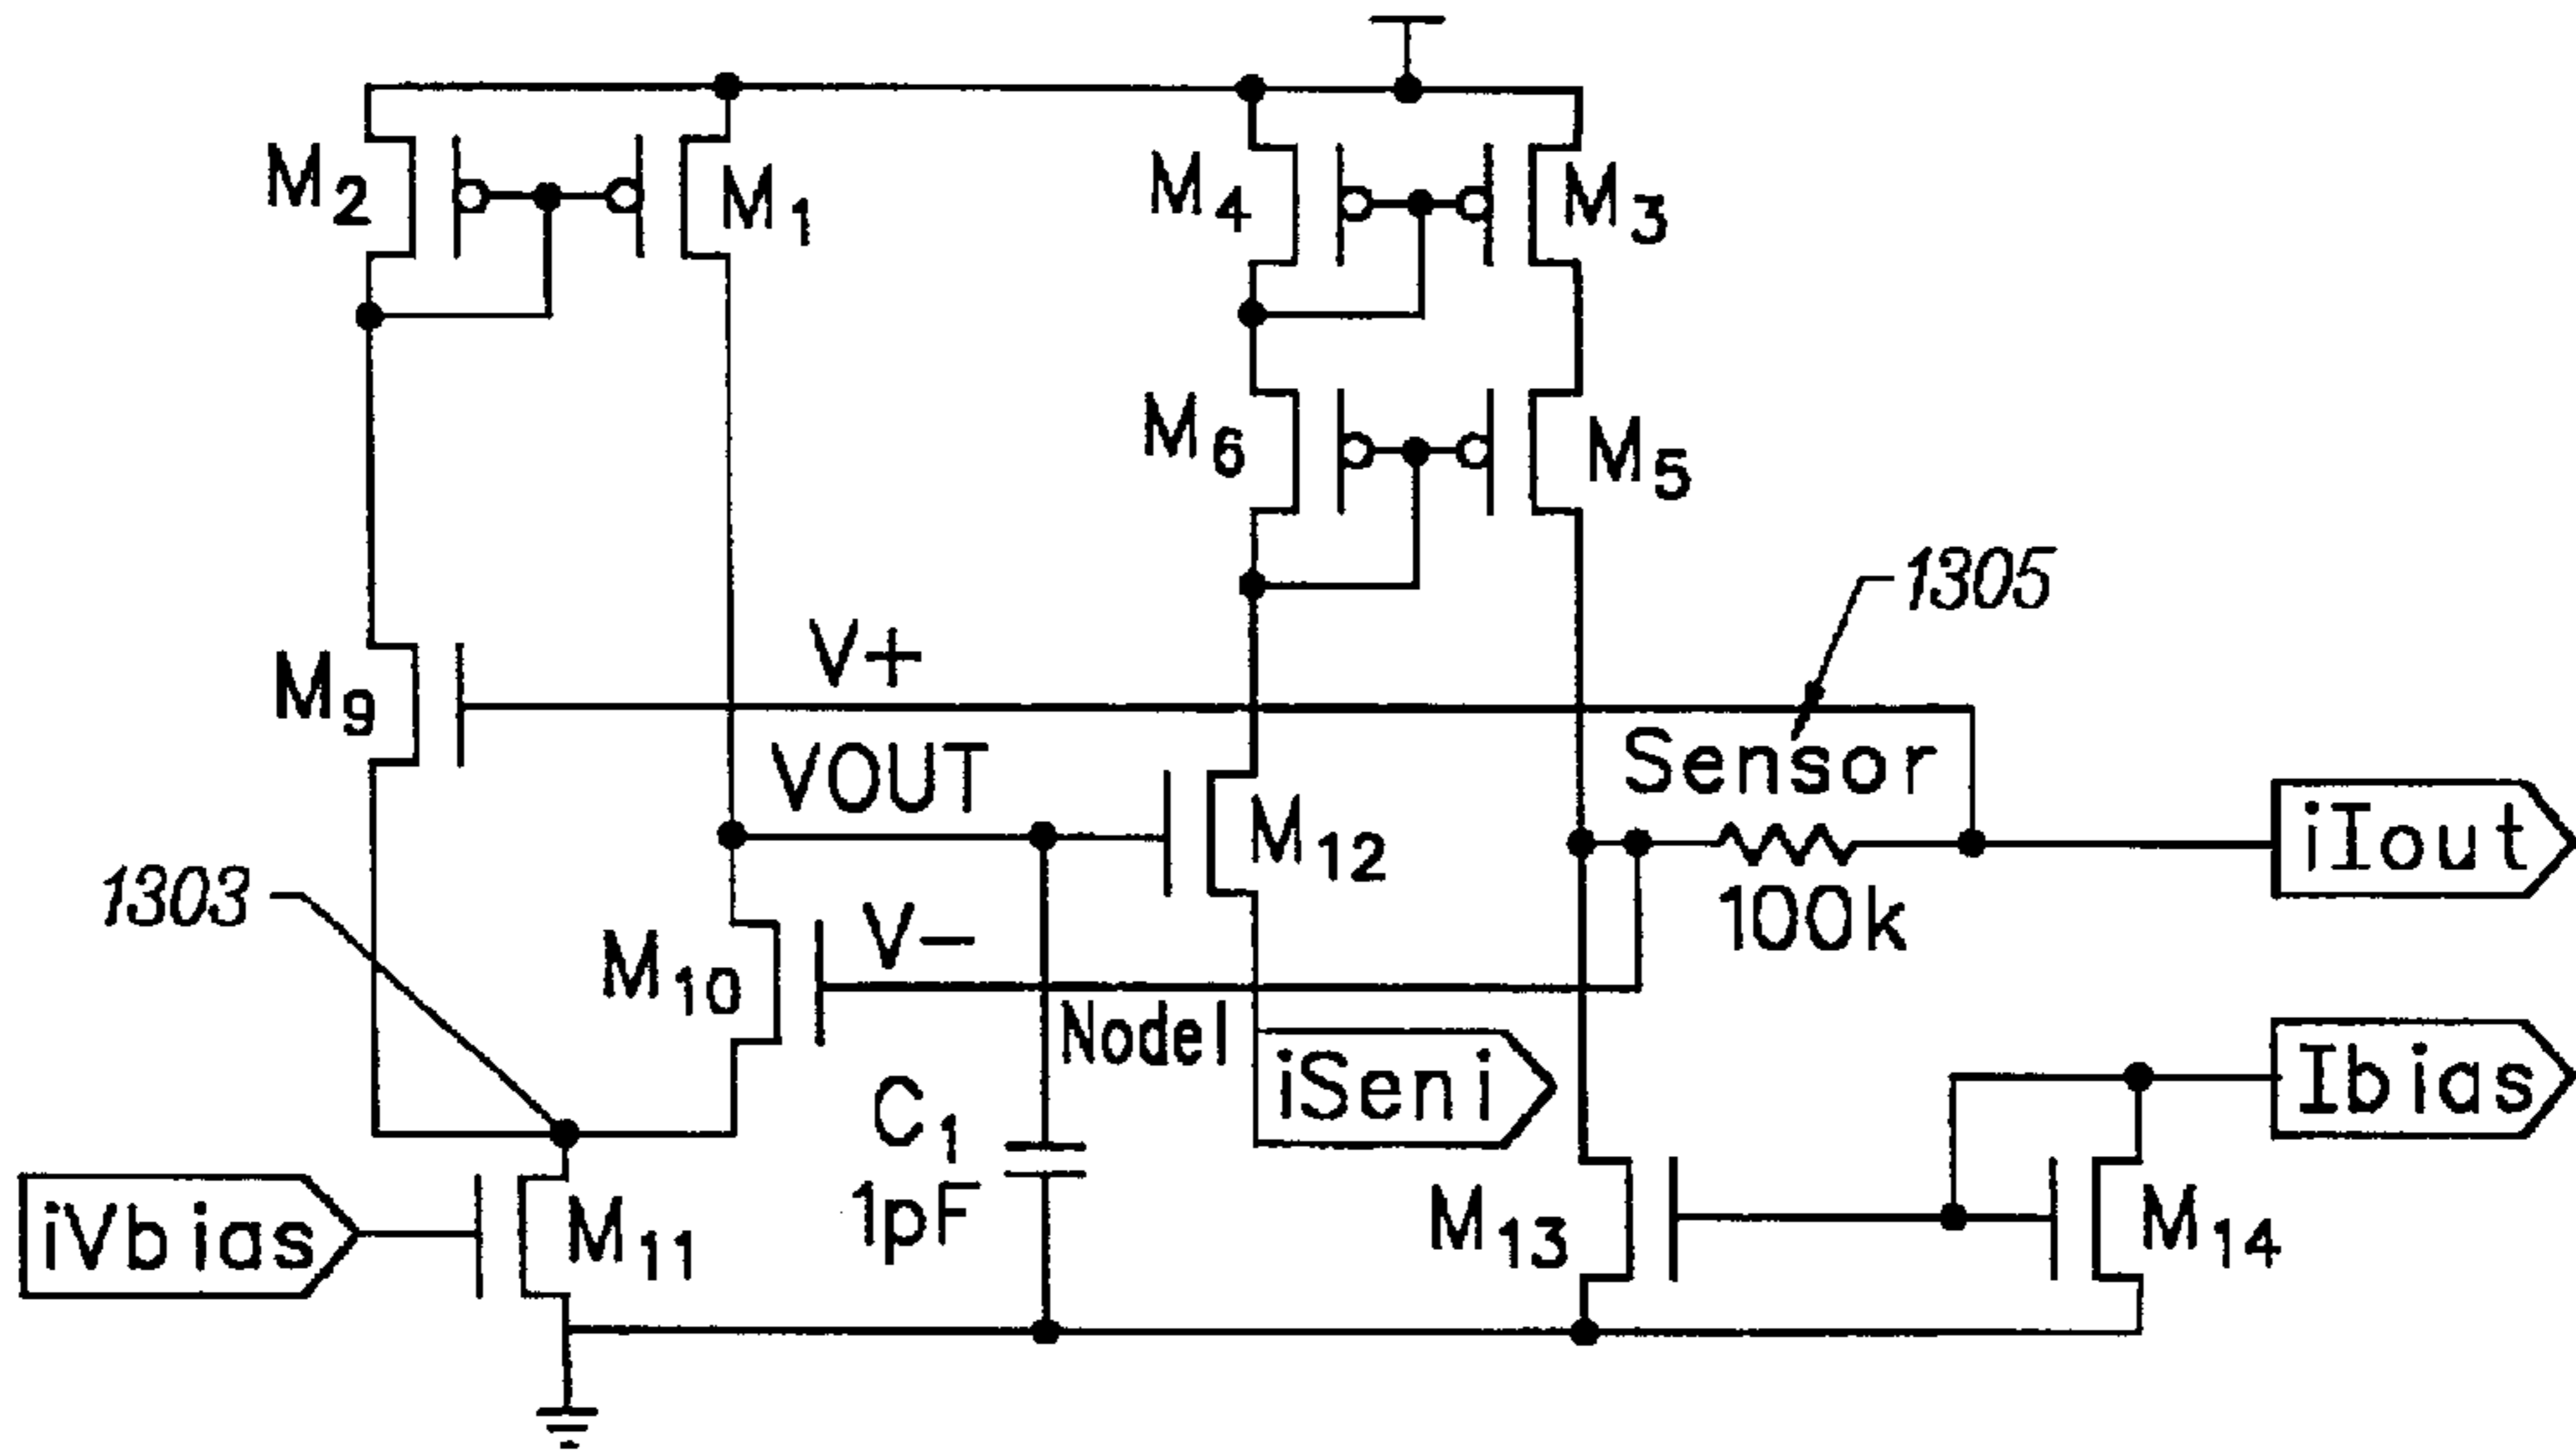 M2
M1
M4
M3
M6
M5
1305
M9
V+
Sensor
VOUT
M12
iIout
1303
100k
M10
V-
Node1
iSeni
Ibias
C1
1pF
iVbias
M11
M13
M14